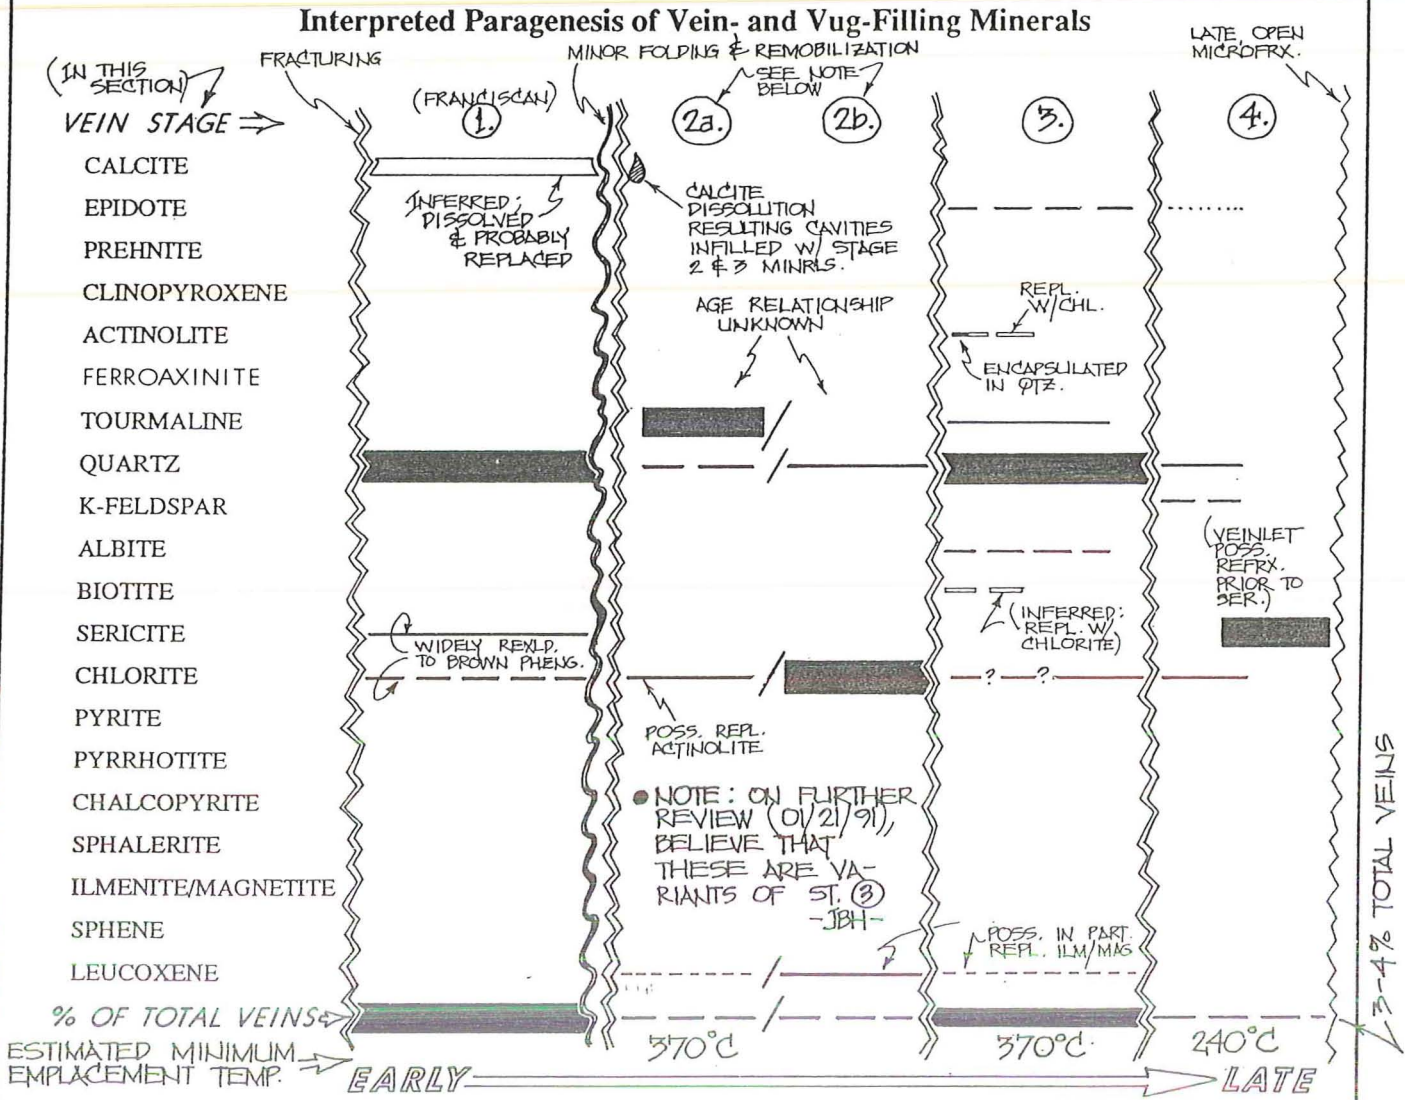 Interpreted Paragenesis of Vein- and Vug-Filling Minerals
(IN THIS
SECTION)
VEIN STAGE
FRACTURING
(FRANCISCAN)
1.
MINOR FOLDING & REMOBILIZATION
SEE NOTE
BELOW
2a.
2b.
3.
4.
LATE, OPEN
MICROFRX.
CALCITE
EPIDOTE
PREHNITE
CLINOPYROXENE
ACTINOLITE
FERROAXINITE
TOURMALINE
QUARTZ
K-FELDSPAR
ALBITE
BIOTITE
SERICITE
CHLORITE
PYRITE
PYRRHOTITE
CHALCOPYRITE
SPHALERITE
ILMENITE/MAGNETITE
SPHENE
LEUCOXENE
% OF TOTAL VEINS
ESTIMATED MINIMUM
EMPLACEMENT TEMP.
INFERRED;
DISSOLVED
& PROBABLY
REPLACED
CALCITE
DISSOLUTION
RESULTING CAVITIES
INFILLED W/ STAGE
2 & 3 MINRLS.
AGE RELATIONSHIP
UNKNOWN
REPL.
W/CHL.
ENCAPSULATED
IN QTZ.
(VEINLET
POSS.
REFRX.
PRIOR TO
SER.)
(INFERRED:
REPL. W/
CHLORITE)
WIDELY REXLD.
TO BROWN PHENG.
? ?
POSS. REPL.
ACTINOLITE
NOTE: ON FURTHER
REVIEW (01/21/91),
BELIEVE THAT
THESE ARE VA-
RIANTS OF ST. 3
-JBH-
POSS. IN PART
REPL. ILM/MAG
370°C
370°C.
240°C
EARLY
LATE
3-4% TOTAL VEINS